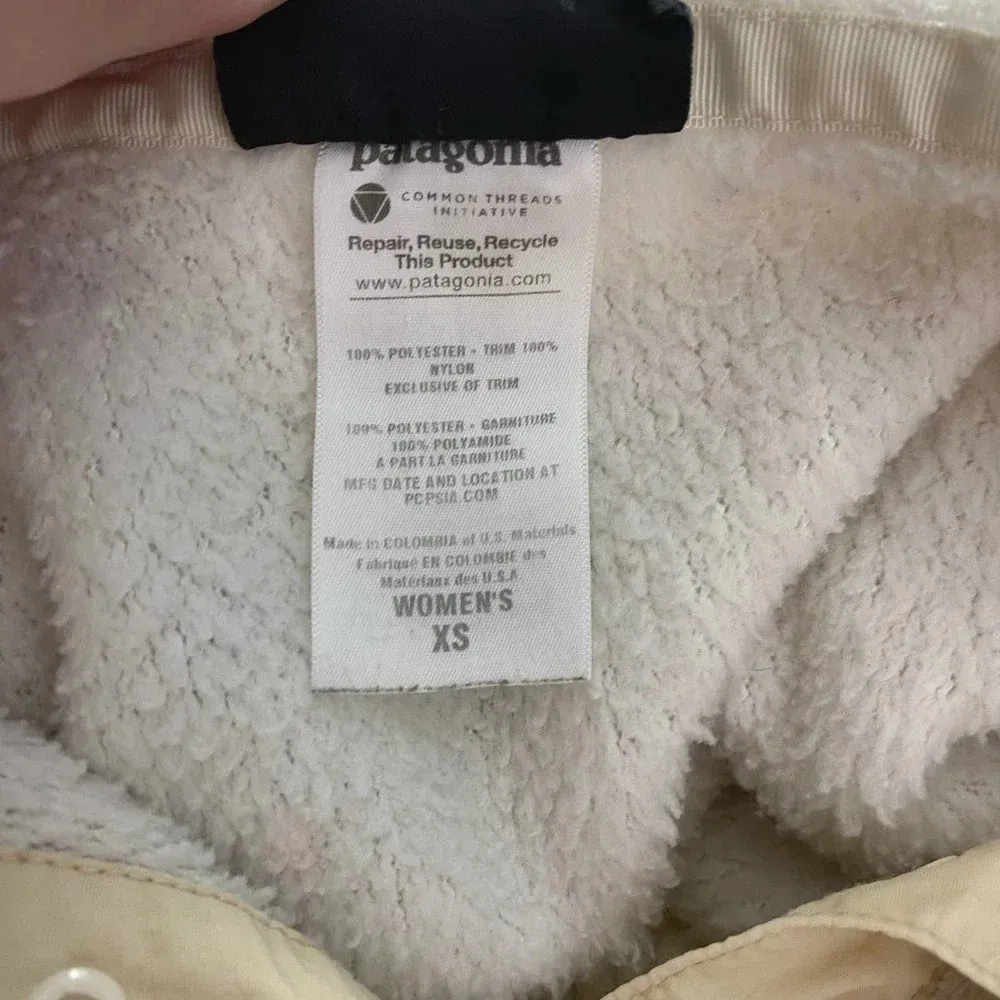 patagonia
COMMON THREADS
INITIATIVE
Repair, Reuse, Recycle
This Product
www.patagonia.com
100% POLYESTER • TRIM 100%
NYLON
EXCLUSIVE OF TRIM
100% POLYESTER • GARNITURE
100% POLYAMIDE
A PART LA GARNITURE
MFG DATE AND LOCATION AT
PCPSIA.COM
Made in COLOMBIA of U.S. Materials
Fabriqué EN COLOMBIE des
Matériaux des U.S.A
WOMEN'S
XS